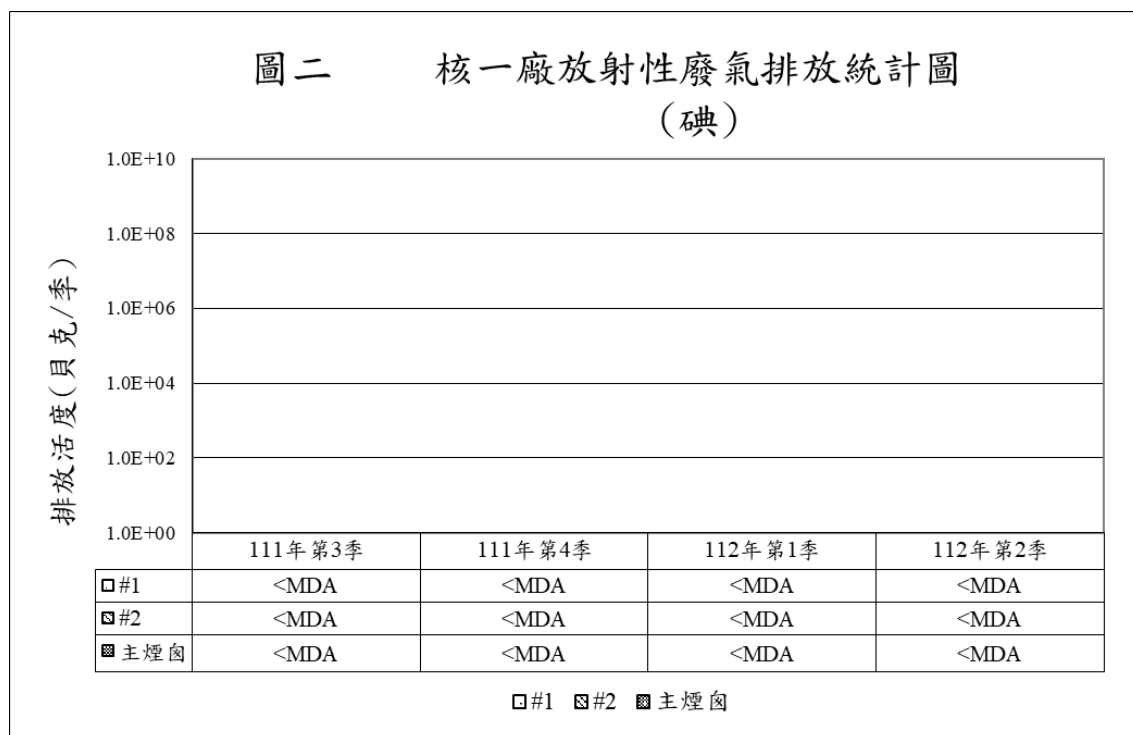 圖二 核一廠放射性廢氣排放統計圖
(碘)
排放活度(貝克/季)
1.0E+10
1.0E+08
1.0E+06
1.0E+04
1.0E+02
1.0E+00
111年第3季 111年第4季 112年第1季 112年第2季
#1 <MDA <MDA <MDA <MDA
#2 <MDA <MDA <MDA <MDA
主煙囪 <MDA <MDA <MDA <MDA
#1 #2 主煙囪